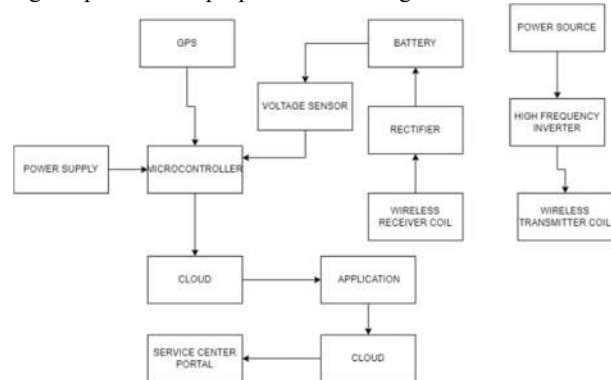 GPS
BATTERY
POWER SOURCE
VOLTAGE SENSOR
RECTIFIER
HIGH FREQUENCY
INVERTER
POWER SUPPLY
MICROCONTROLLER
WIRELESS
RECEIVER COIL
WIRELESS
TRANSMITTER COIL
CLOUD
APPLICATION
SERVICE CENTER
PORTAL
CLOUD